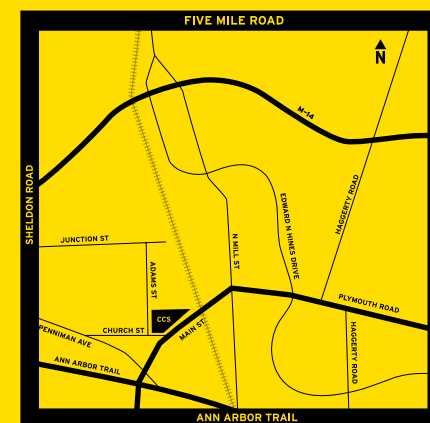 FIVE MILE ROAD
N
M-14
SHELDON ROAD
HAGGERTY ROAD
EDWARD N HINES DRIVE
JUNCTION ST
N MILL ST
ADAMS ST
PLYMOUTH ROAD
CCS
MAIN ST
CHURCH ST
PENNIMAN AVE
HAGGERTY ROAD
ANN ARBOR TRAIL
ANN ARBOR TRAIL